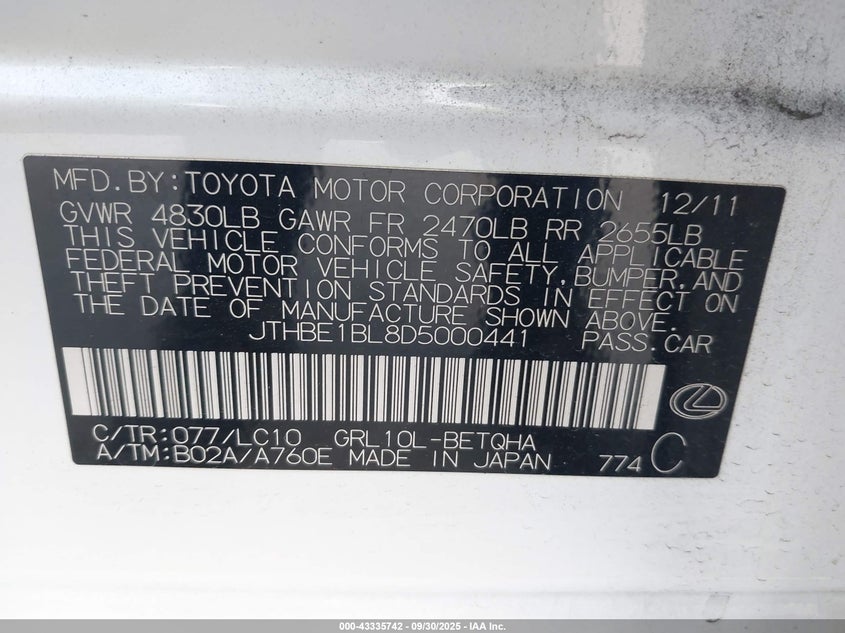 MFD.BY:TOYOTA MOTOR CORPORATION 12/11
GVWR 4830LB GAWR FR 2470LB RR 2655LB
THIS VEHICLE CONFORMS TO ALL APPLICABLE
FEDERAL MOTOR VEHICLE SAFETY,BUMPER,AND
THEFT PREVENTION STANDARDS IN EFFECT ON
THE DATE OF MANUFACTURE SHOWN ABOVE.
JTHBE1BL8D5000441 PASS.CAR
C/TR:077/LC10 GRL10L-BETQHA
A/TM:B02A/A760E MADE IN JAPAN 774 C
000-43335742 - 09/30/2025 - IAA Inc.